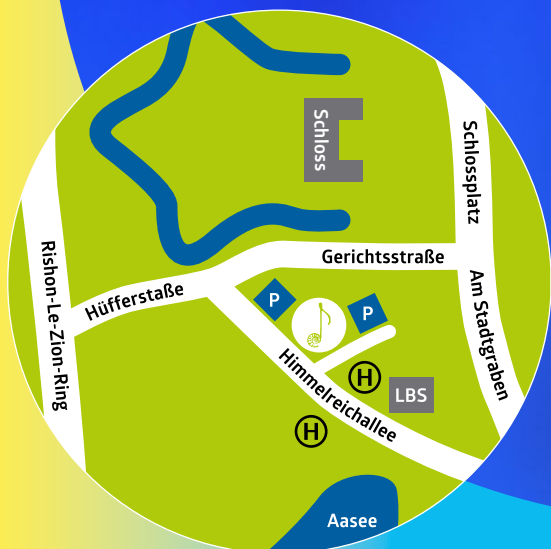 Schloss
Schlossplatz
Gerichtsstraße
Rishon-Le-Zion-Ring
Hüfferstaße
Am Stadtgraben
P
P
Himmelreichallee
H
LBS
H
Aasee